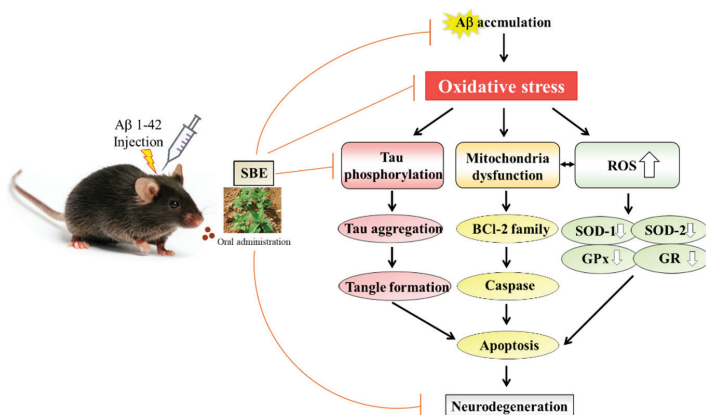 Aβ accmulation
Oxidative stress
Aβ 1-42
Injection
SBE
Oral administration
Tau
phosphorylation
Mitochondria
dysfunction
ROS
Tau aggregation
BCl-2 family
SOD-1
SOD-2
GPx
GR
Tangle formation
Caspase
Apoptosis
Neurodegeneration